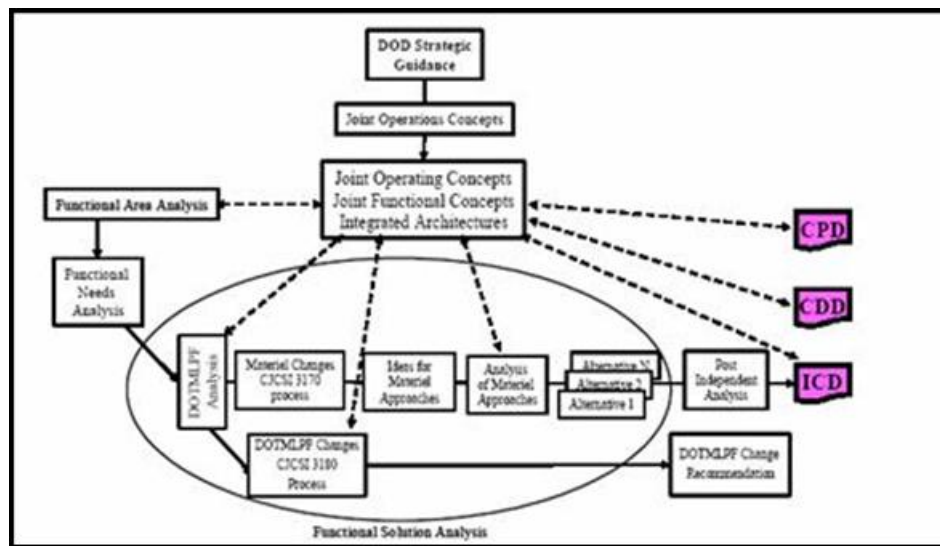 DOD Strategic
Guidance
Joint Operations Concepts
Joint Operating Concepts
Joint Functional Concepts
Integrated Architectures
Functional Area Analysis
CPD
Functional
Needs
Analysis
CDD
DOTMLPF
Analysis
Materiel Changes
CJCSI 3170
process
Ideas for
Materiel
Approaches
Analysis
of Materiel
Approaches
Alternative N
Alternative 2
Alternative 1
Post
Independent
Analysis
ICD
DOTMLPF Changes
CJCSI 3180
Process
DOTMLPF Change
Recommendation
Functional Solution Analysis